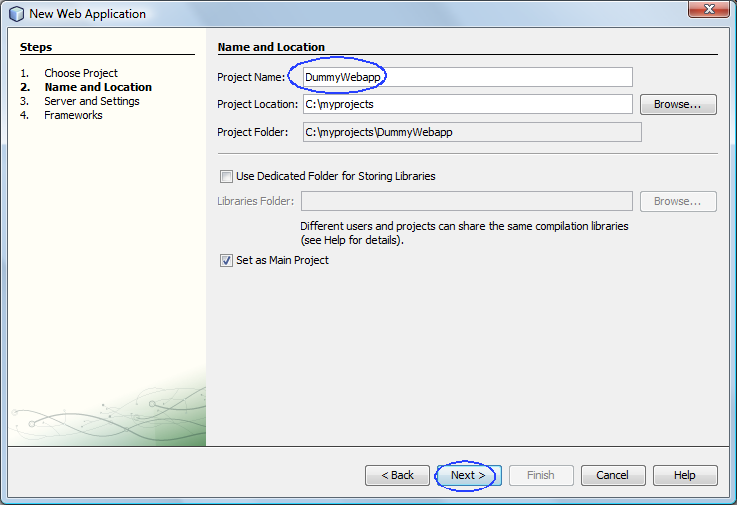 New Web Application
Steps
1. Choose Project
2. Name and Location
3. Server and Settings
4. Frameworks
Name and Location
Project Name: DummyWebapp
Project Location: C:\myprojects Browse...
Project Folder: C:\myprojects\DummyWebapp
Use Dedicated Folder for Storing Libraries
Libraries Folder: Browse...
Different users and projects can share the same compilation libraries
(see Help for details).
Set as Main Project
< Back Next > Finish Cancel Help